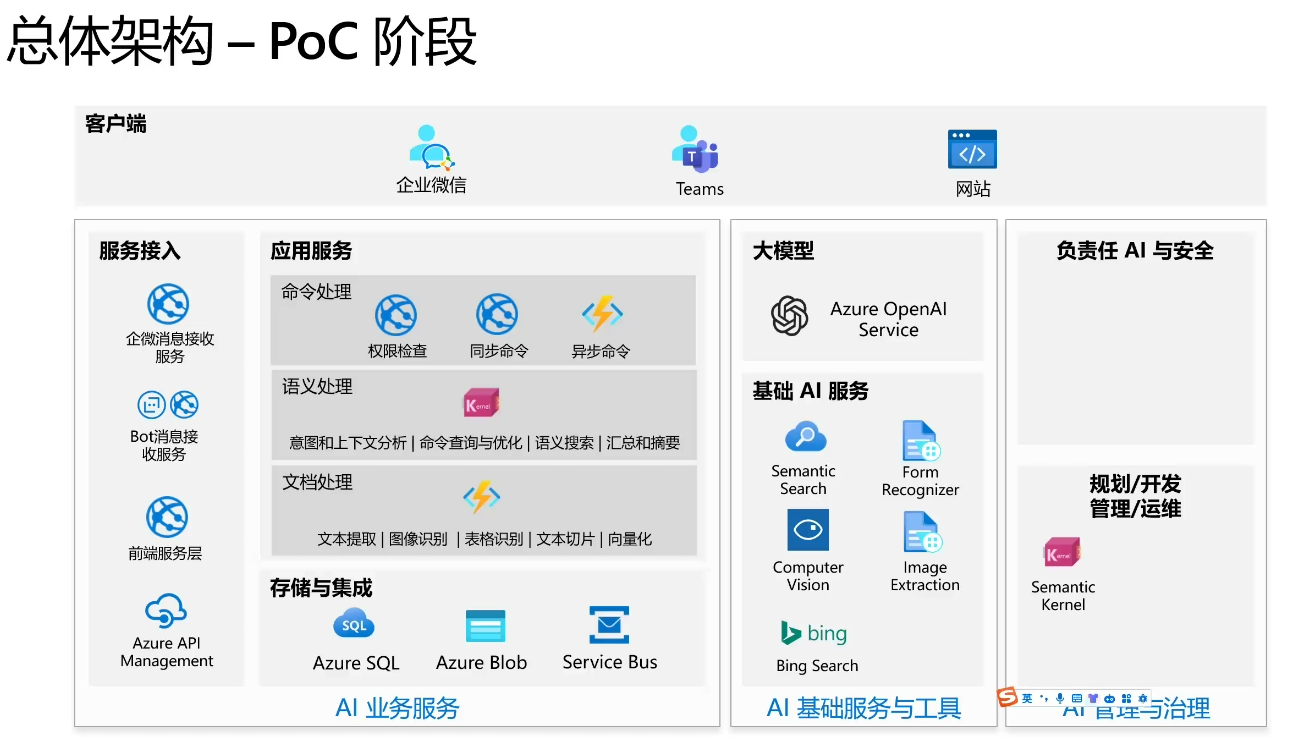 总体架构 – PoC 阶段
客户端
企业微信
Teams
网站
服务接入
企微消息接收
服务
Bot消息接
收服务
前端服务层
Azure API
Management
应用服务
命令处理
权限检查
同步命令
异步命令
语义处理
Kernel
意图和上下文分析 | 命令查询与优化 | 语义搜索 | 汇总和摘要
文档处理
文本提取 | 图像识别 | 表格识别 | 文本切片 | 向量化
存储与集成
SQL
Azure SQL
Azure Blob
Service Bus
AI 业务服务
大模型
Azure OpenAI
Service
基础 AI 服务
Semantic
Search
Form
Recognizer
Computer
Vision
Image
Extraction
bing
Bing Search
AI 基础服务与工具
负责任 AI 与安全
规划/开发
管理/运维
Kernel
Semantic
Kernel
英
AI 管理与治理